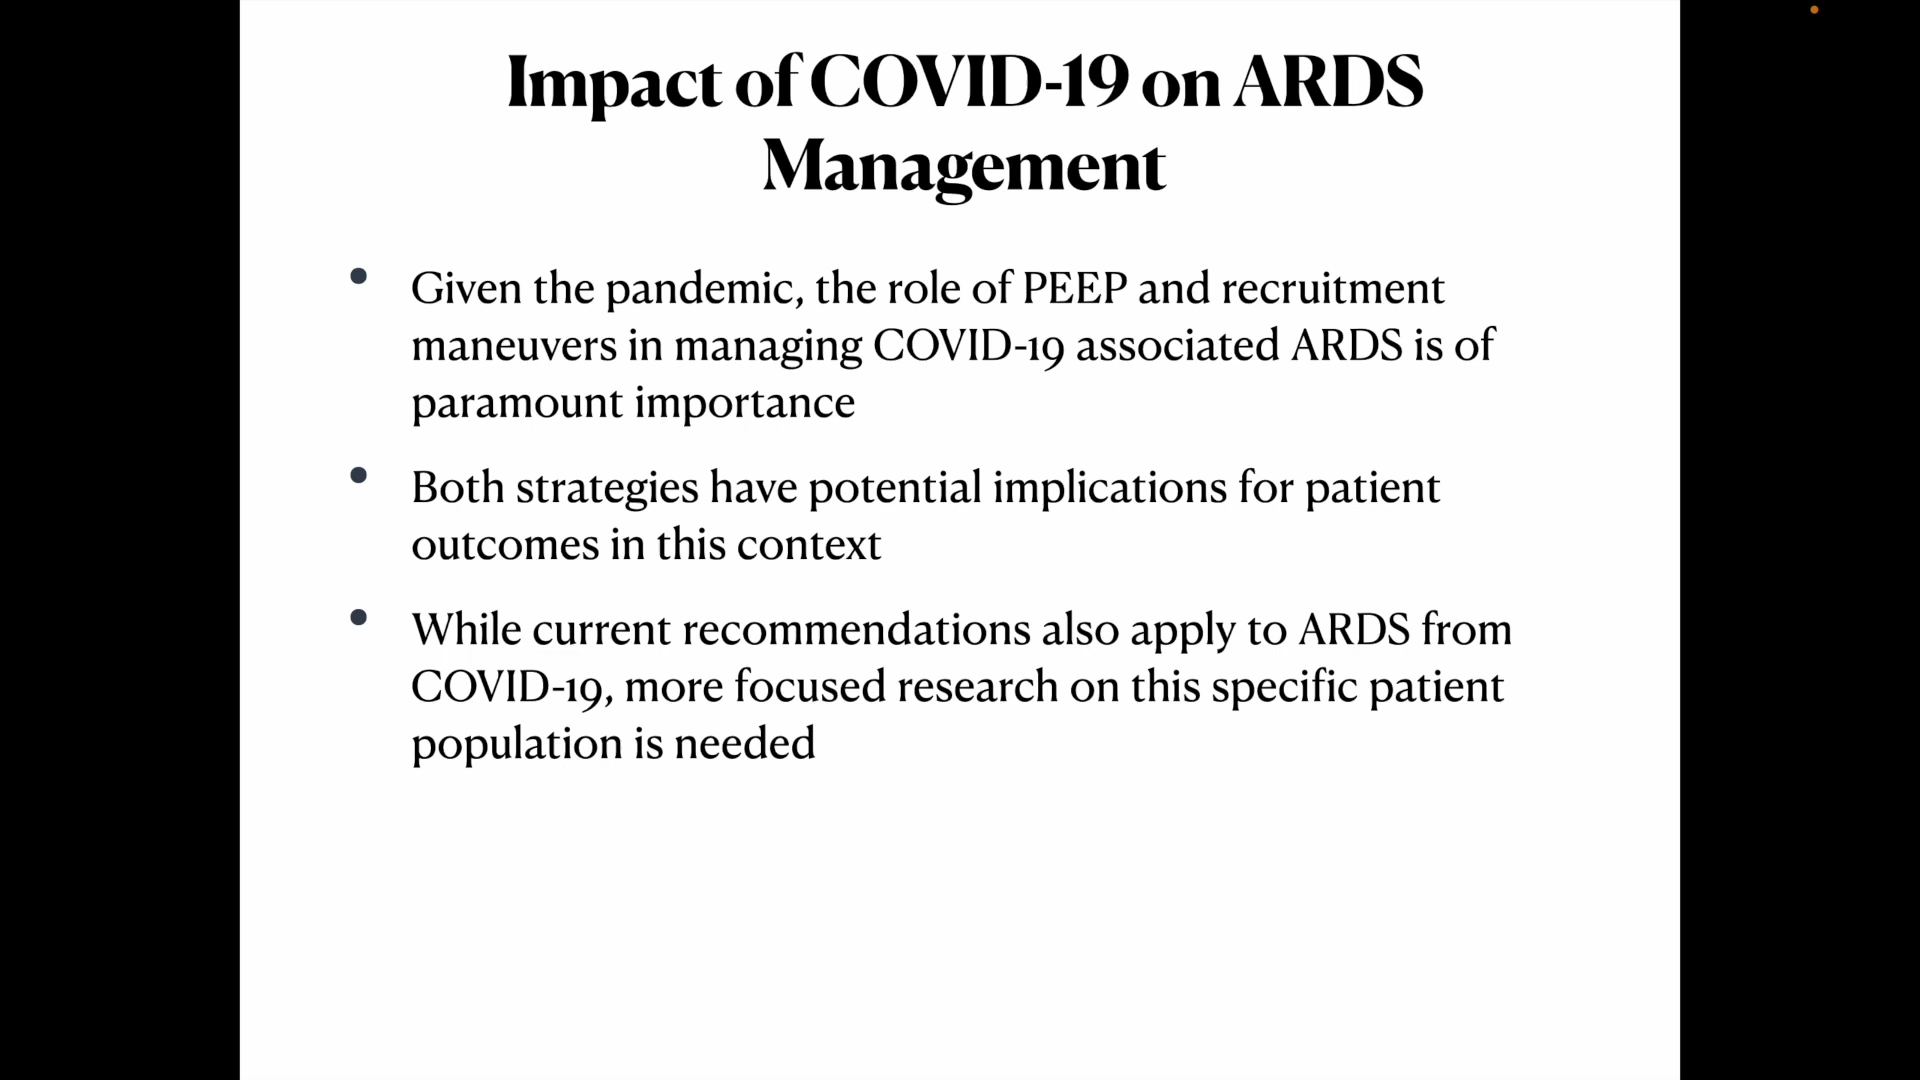 Impact of COVID-19 on ARDS
Management
• Given the pandemic, the role of PEEP and recruitment
maneuvers in managing COVID-19 associated ARDS is of
paramount importance
• Both strategies have potential implications for patient
outcomes in this context
• While current recommendations also apply to ARDS from
COVID-19, more focused research on this specific patient
population is needed